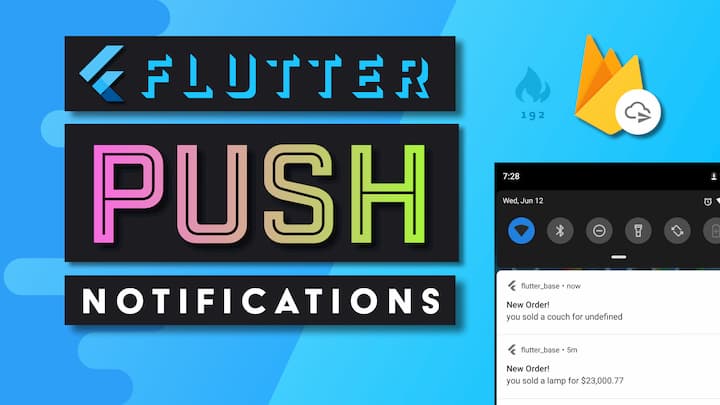 FLUTTER
PUSH
NOTIFICATIONS
192
7:28
Wed, Jun 12
flutter_base • now
New Order!
you sold a couch for undefined
flutter_base • 5m
New Order!
you sold a lamp for $23,000.77